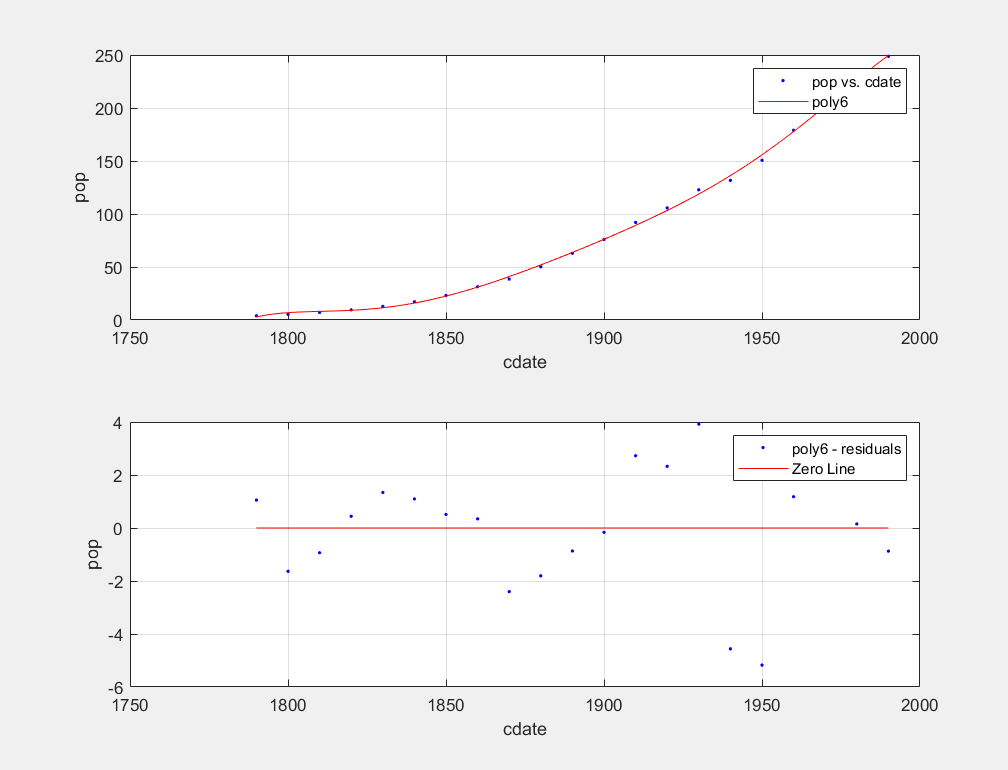 250
200
150
100
50
0
pop
pop vs. cdate
poly6
1750 1800 1850 1900 1950 2000
cdate
4
2
0
-2
-4
-6
pop
poly6 - residuals
Zero Line
1750 1800 1850 1900 1950 2000
cdate